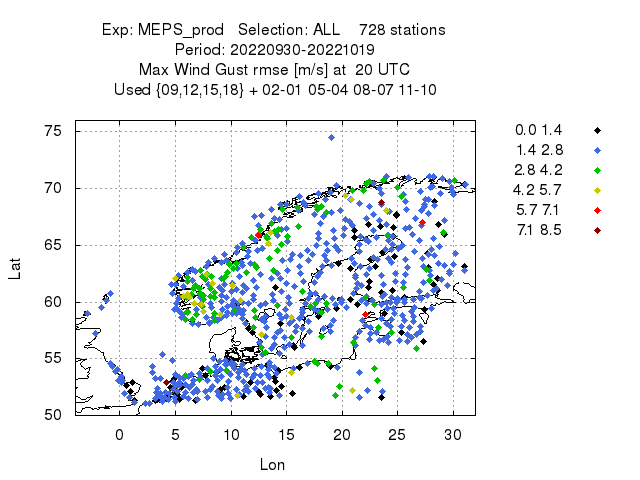 Exp: MEPS_prod   Selection: ALL    728 stations
Period: 20220930-20221019
Max Wind Gust rmse [m/s] at  20 UTC
Used {09,12,15,18} + 02-01 05-04 08-07 11-10
75
70
65
60
55
50
Lat
0 5 10 15 20 25 30
Lon
0.0 1.4
1.4 2.8
2.8 4.2
4.2 5.7
5.7 7.1
7.1 8.5